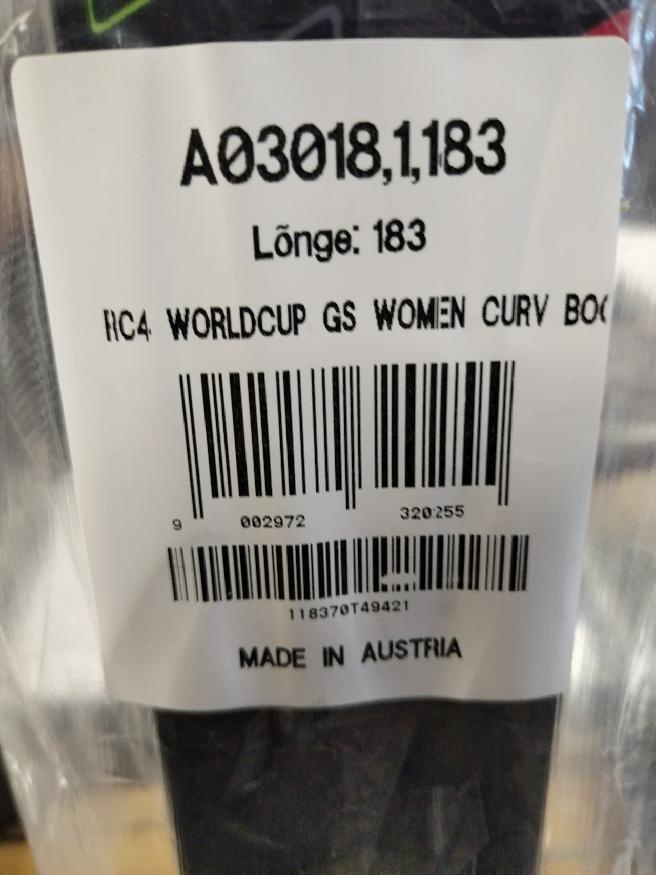 A03018,1,183
Lõnge: 183
RC4 WORLDCUP GS WOMEN CURV
9 002972 320255
118370T49421
MADE IN AUSTRIA